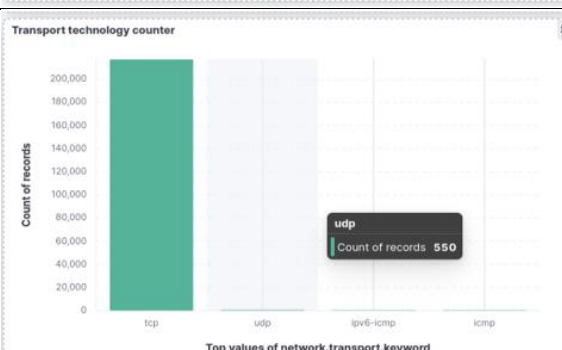 Transport technology counter
Count of records
200,000
180,000
160,000
140,000
120,000
100,000
80,000
60,000
40,000
20,000
0
udp
Count of records 550
tcp
udp
ipv6-icmp
icmp
Top values of network.transport.keyword